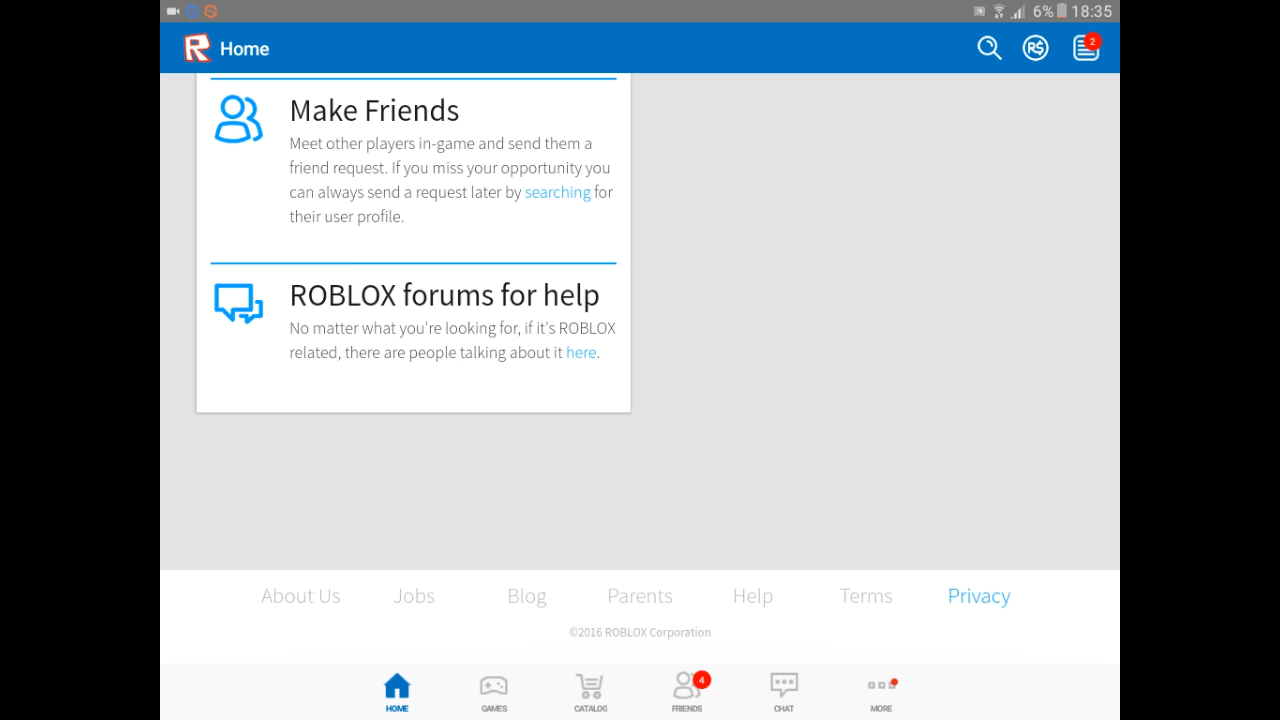 6% 18:35
R Home R$ 2
Make Friends
Meet other players in-game and send them a
friend request. If you miss your opportunity you
can always send a request later by searching for
their user profile.
ROBLOX forums for help
No matter what you're looking for, if it's ROBLOX
related, there are people talking about it here.
About Us Jobs Blog Parents Help Terms Privacy
©2016 ROBLOX Corporation
4
HOME GAMES CATALOG FRIENDS CHAT MORE